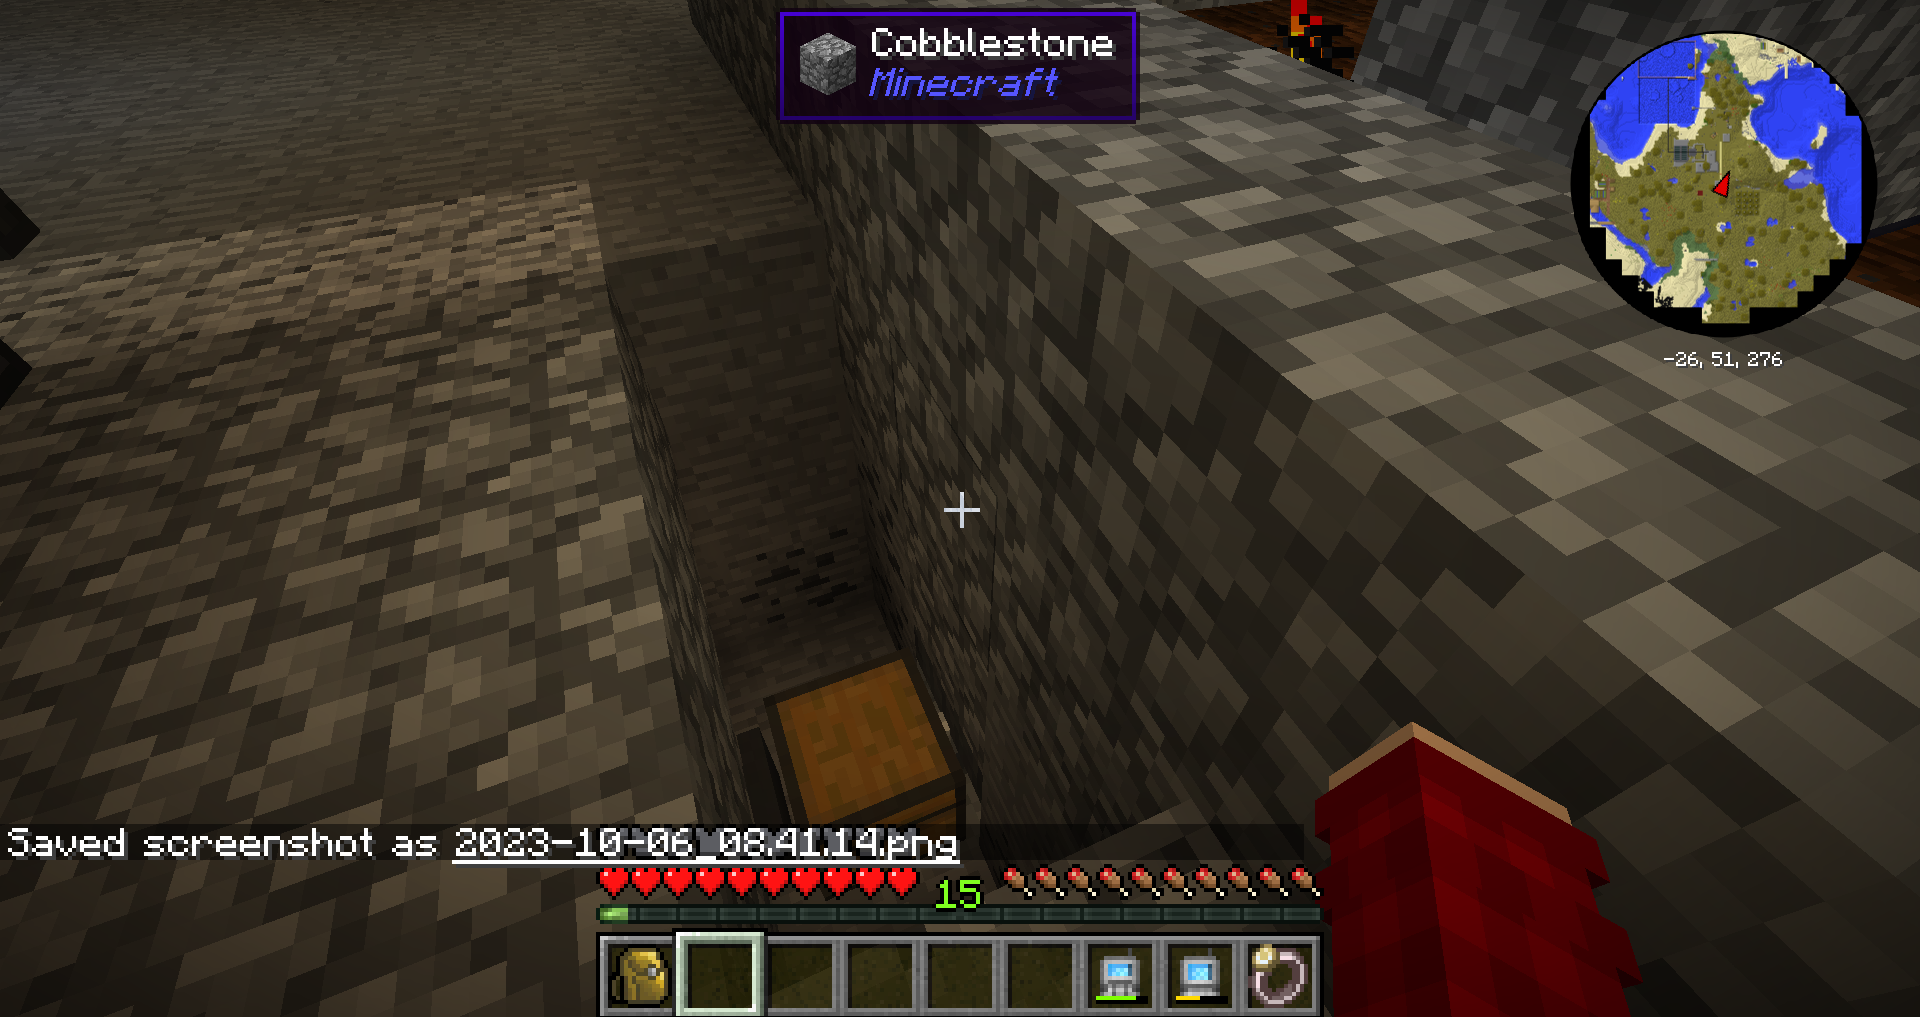 Cobblestone
Minecraft
-26, 51, 276
Saved screenshot as 2023-10-06_08.41.14.png
15